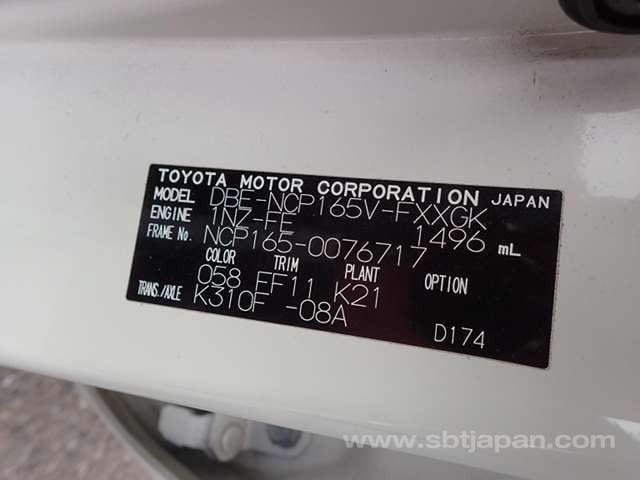 TOYOTA MOTOR CORPORATION JAPAN
MODEL DBE-NCP165V-FXXGK
ENGINE 1NZ-FE 1496 mL
FRAME No. NCP165-0076717
COLOR TRIM PLANT OPTION
058 FF11 K21
TRANS./AXLE K310F -08A
D174
www.sbtjapan.com